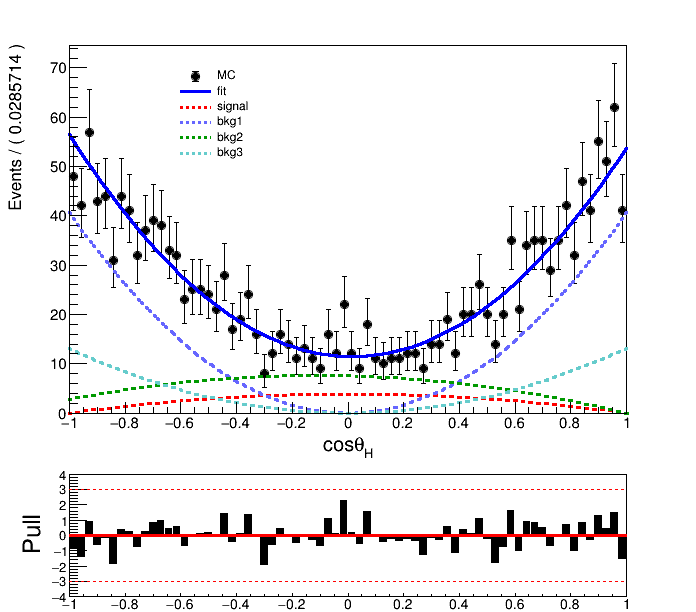 Events / ( 0.0285714 )
70
60
50
40
30
20
10
0
MC
fit
signal
bkg1
bkg2
bkg3
−1 −0.8 −0.6 −0.4 −0.2 0 0.2 0.4 0.6 0.8 1
cosθH
Pull
4
3
2
1
0
−1
−2
−3
−4
−1 −0.8 −0.6 −0.4 −0.2 0 0.2 0.4 0.6 0.8 1